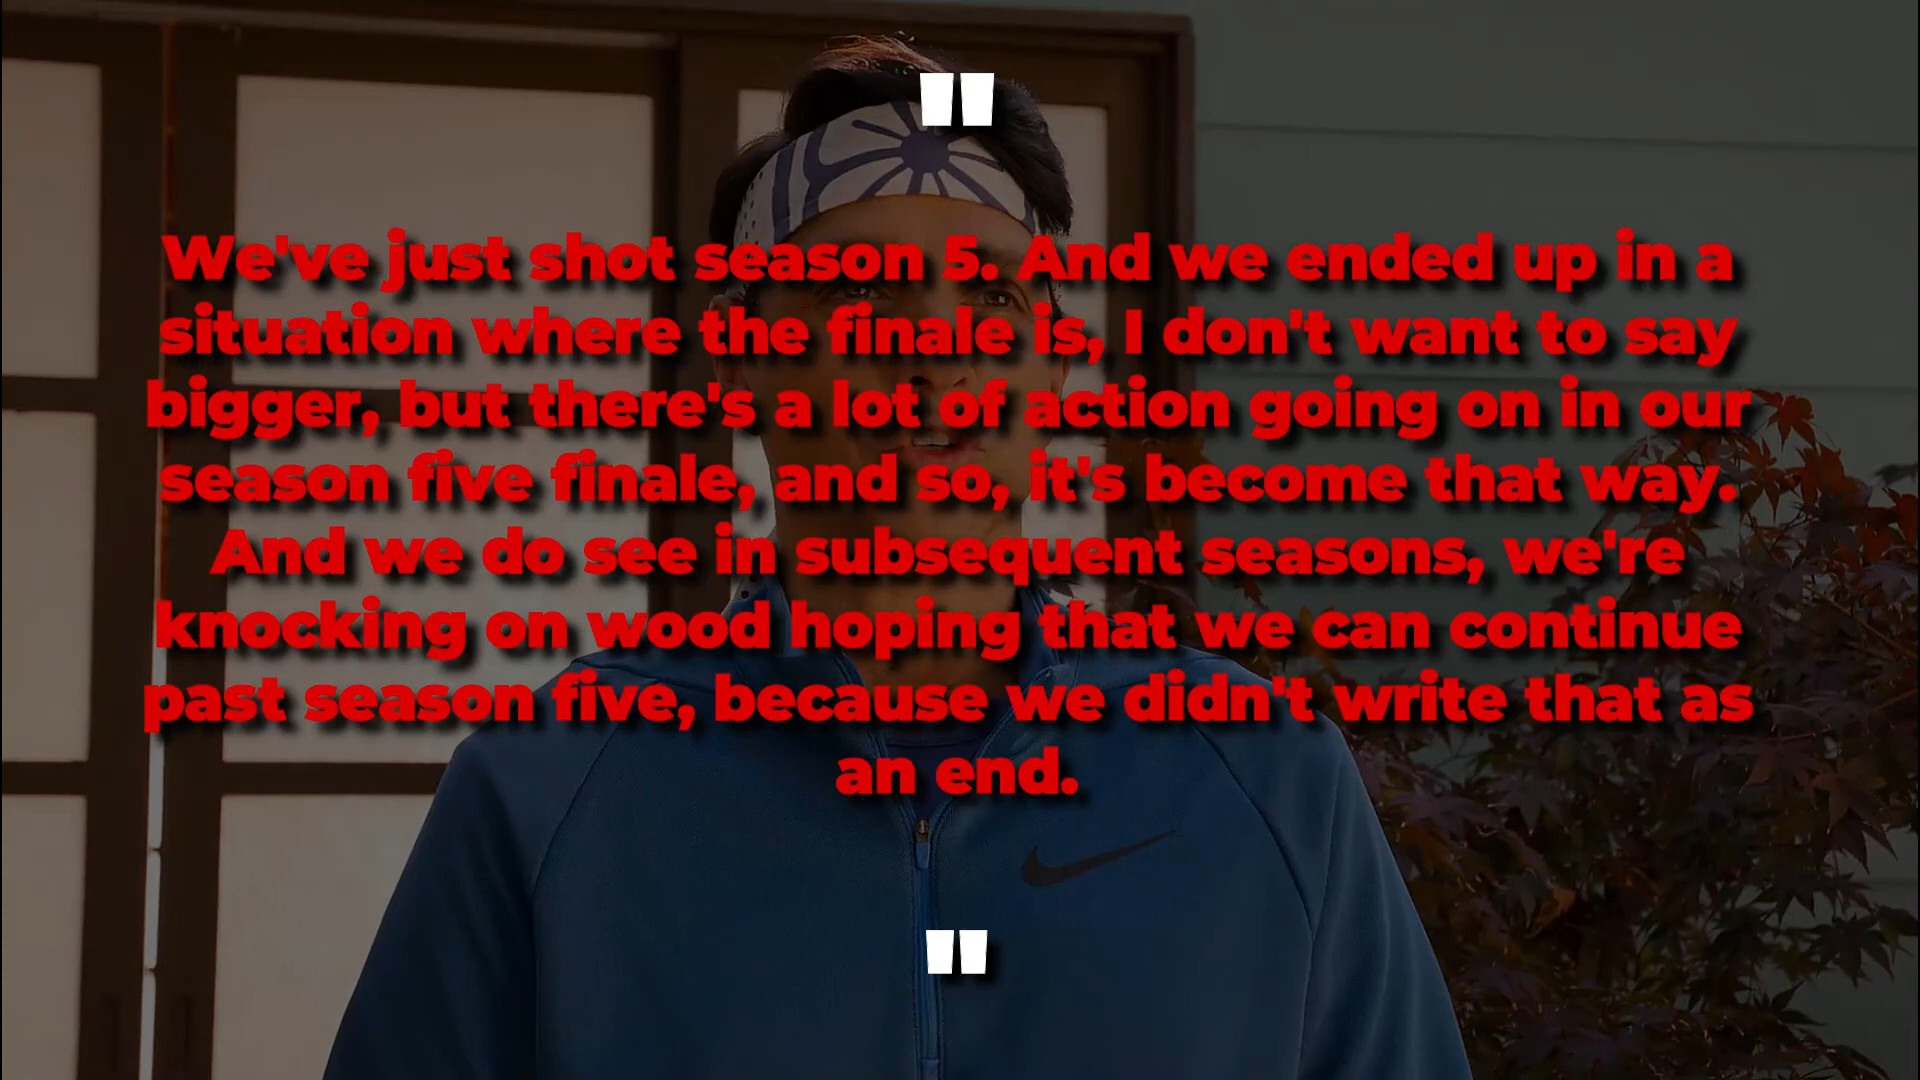 "
We've just shot season 5. And we ended up in a
situation where the finale is, I don't want to say
bigger, but there's a lot of action going on in our
season five finale, and so, it's become that way.
And we do see in subsequent seasons, we're
knocking on wood hoping that we can continue
past season five, because we didn't write that as
an end.
"